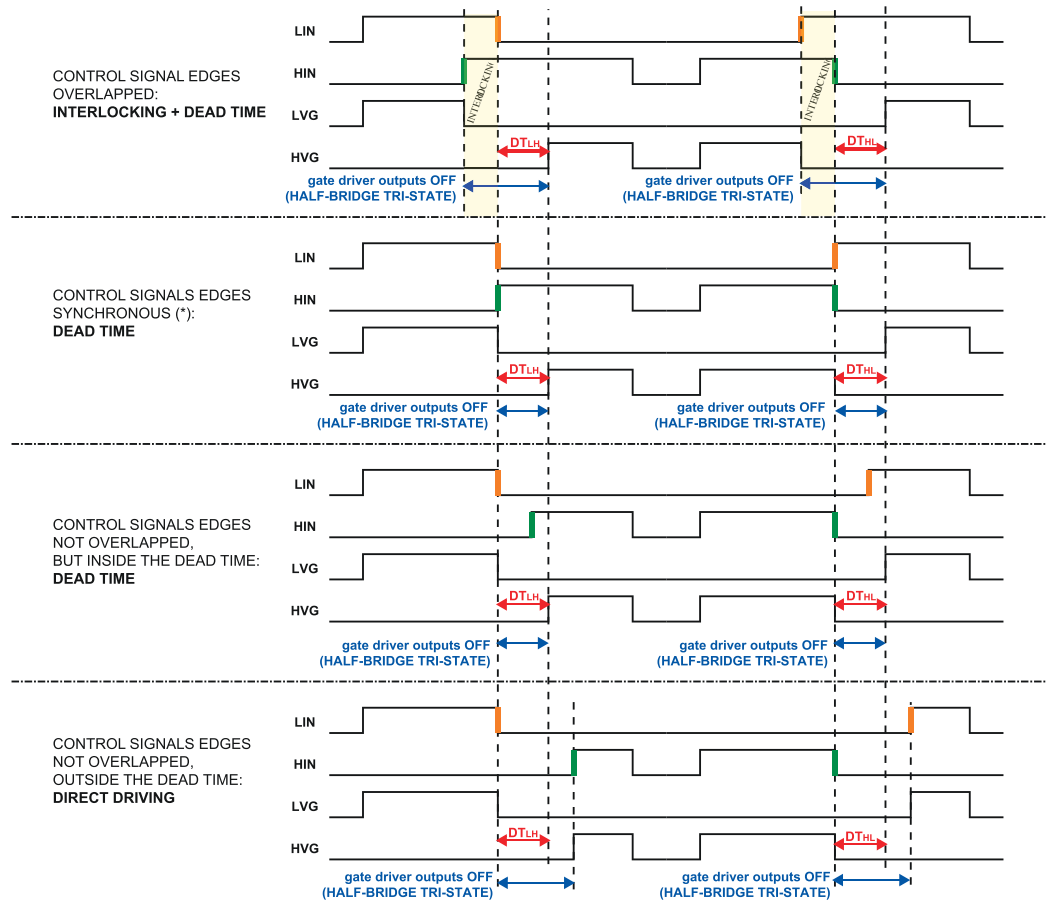 LIN
HIN
CONTROL SIGNAL EDGES
OVERLAPPED:
INTERLOCKING + DEAD TIME
INTERLOCKING
INTERLOCKING
LVG
DTLH
DTHL
HVG
gate driver outputs OFF
(HALF-BRIDGE TRI-STATE)
gate driver outputs OFF
(HALF-BRIDGE TRI-STATE)
LIN
CONTROL SIGNALS EDGES
SYNCHRONOUS (*):
DEAD TIME
HIN
LVG
DTLH
DTHL
HVG
gate driver outputs OFF
(HALF-BRIDGE TRI-STATE)
gate driver outputs OFF
(HALF-BRIDGE TRI-STATE)
LIN
CONTROL SIGNALS EDGES
NOT OVERLAPPED,
BUT INSIDE THE DEAD TIME:
DEAD TIME
HIN
LVG
DTLH
DTHL
HVG
gate driver outputs OFF
(HALF-BRIDGE TRI-STATE)
gate driver outputs OFF
(HALF-BRIDGE TRI-STATE)
LIN
CONTROL SIGNALS EDGES
NOT OVERLAPPED,
OUTSIDE THE DEAD TIME:
DIRECT DRIVING
HIN
LVG
DTLH
DTHL
HVG
gate driver outputs OFF
(HALF-BRIDGE TRI-STATE)
gate driver outputs OFF
(HALF-BRIDGE TRI-STATE)